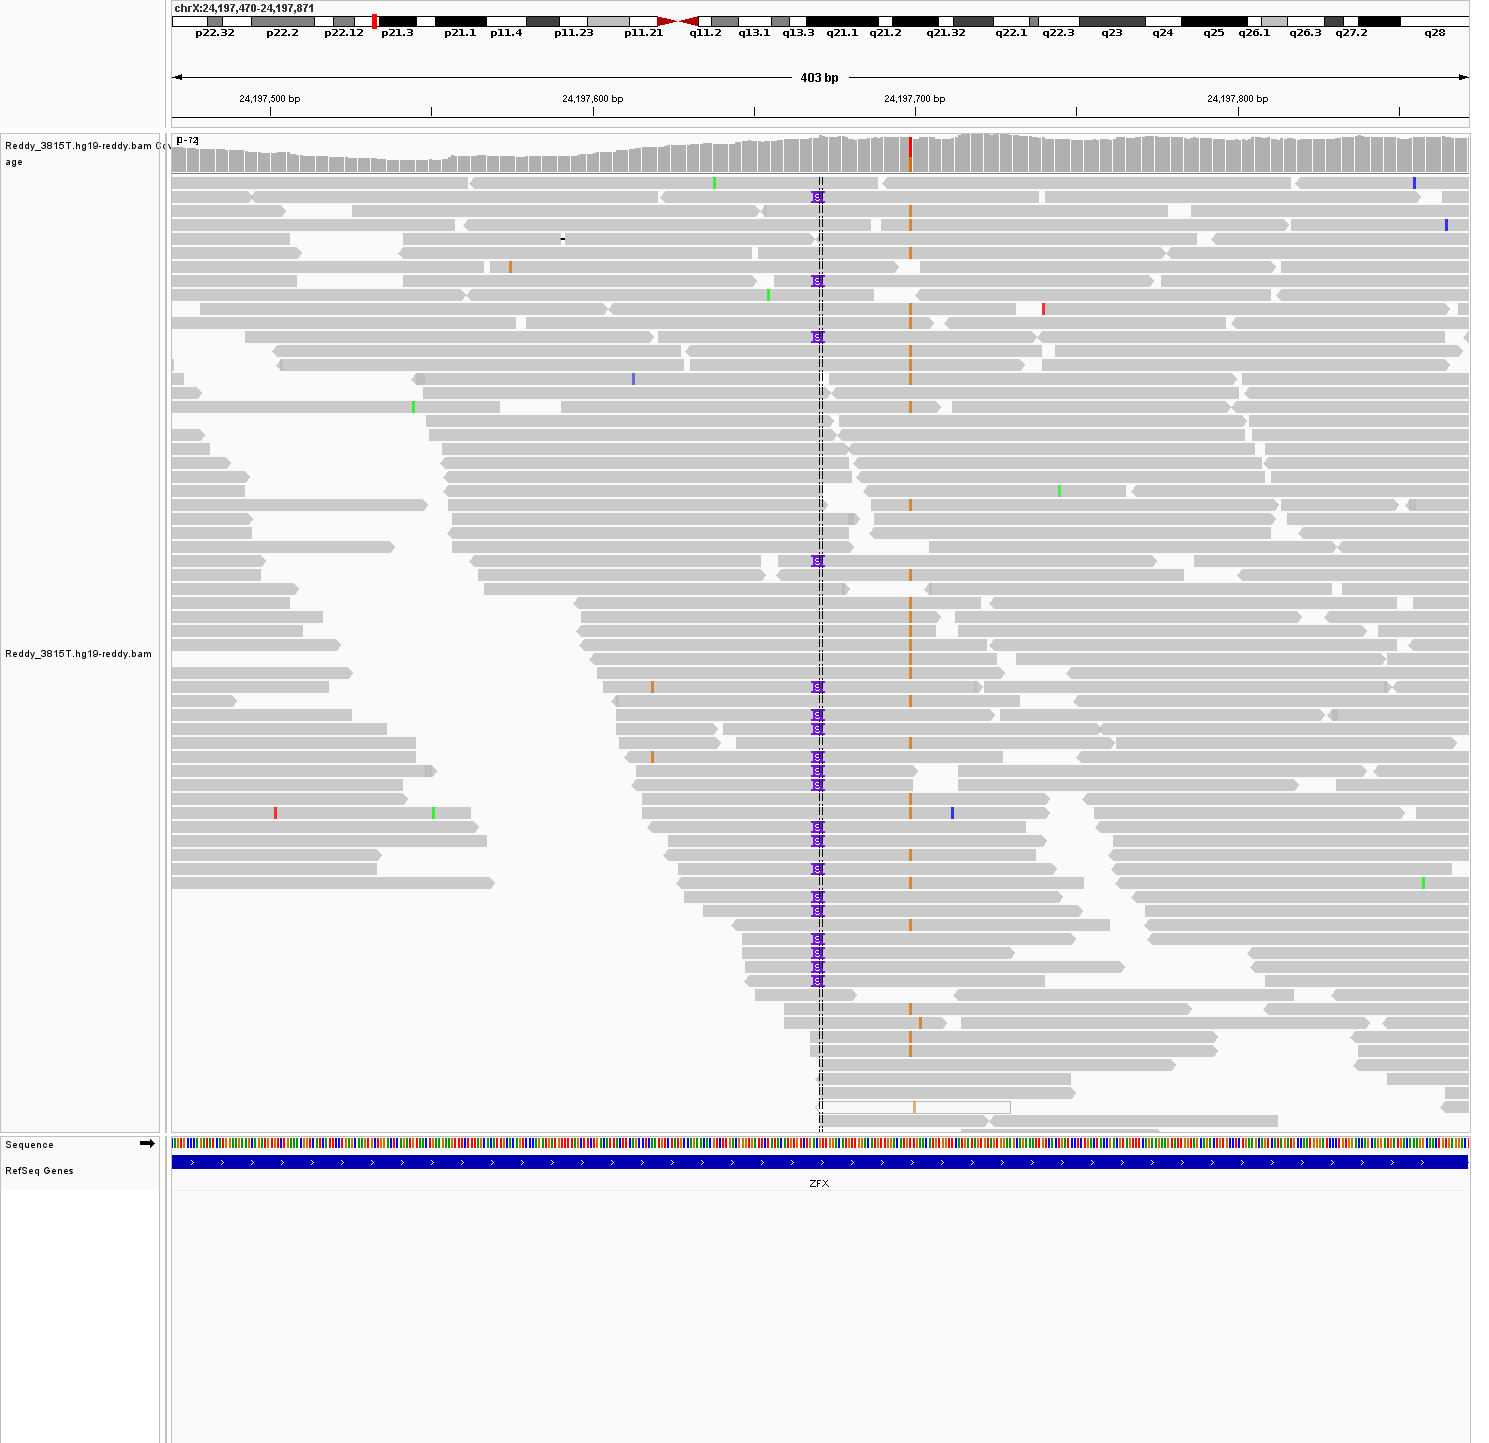 chrX:24,197,470-24,197,871
p22.32 p22.2 p22.12 p21.3 p21.1 p11.4 p11.23 p11.21 q11.2 q13.1 q13.3 q21.1 q21.2 q21.32 q22.1 q22.3 q23 q24 q25 q26.1 q26.3 q27.2 q28
403 bp
24,197,500 bp 24,197,600 bp 24,197,700 bp 24,197,800 bp
[0-72]
Reddy_3815T.hg19-reddy.bam Cov
age
Reddy_3815T.hg19-reddy.bam
Sequence
RefSeq Genes
ZFX